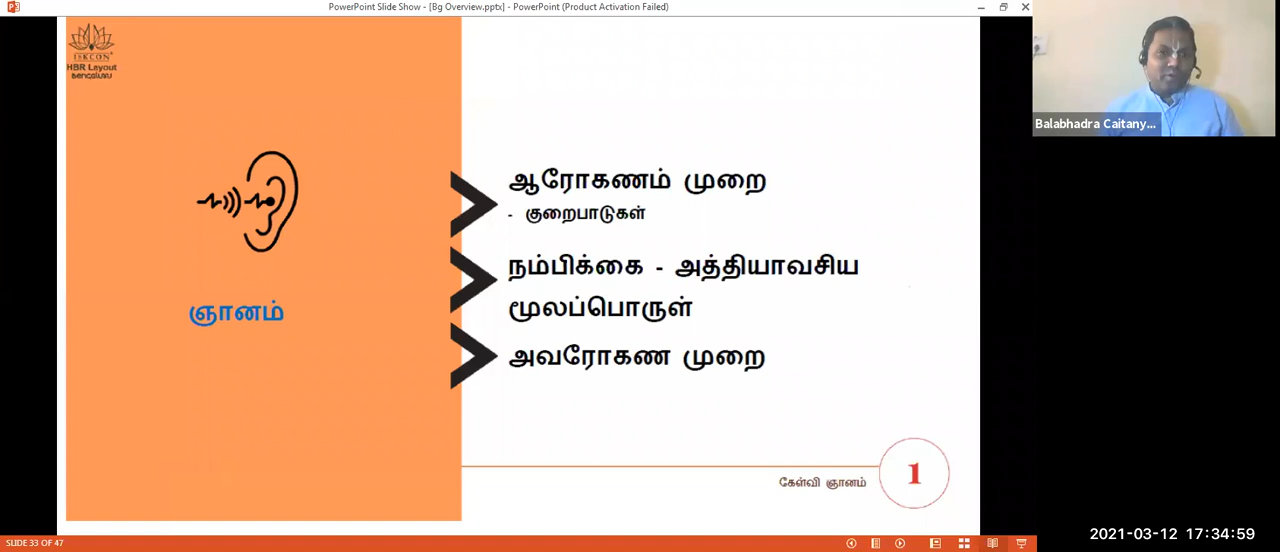 PowerPoint Slide Show - [Bg Overview.pptx] - PowerPoint (Product Activation Failed)
ISKCON
HBR Layout
ಬೆಂಗಳೂರು
Balabhadra Caitany...
ஆரோகணம் முறை
- குறைபாடுகள்
நம்பிக்கை - அத்தியாவசிய
மூலப்பொருள்
ஞானம்
அவரோகண முறை
கேள்வி ஞானம்
1
2021-03-12 17:34:59
SLIDE 33 OF 47